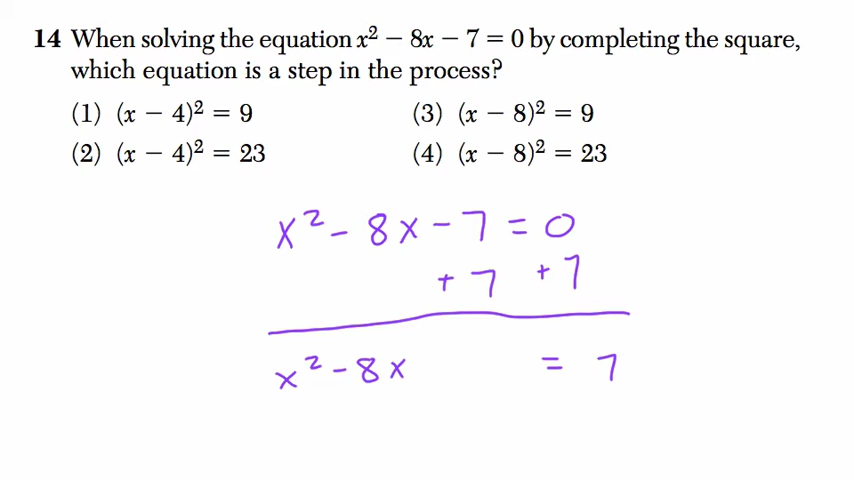 14 When solving the equation x² − 8x − 7 = 0 by completing the square,
which equation is a step in the process?
(1) (x − 4)² = 9 (3) (x − 8)² = 9
(2) (x − 4)² = 23 (4) (x − 8)² = 23
x² - 8x - 7 = 0
+ 7 + 7
x² - 8x = 7